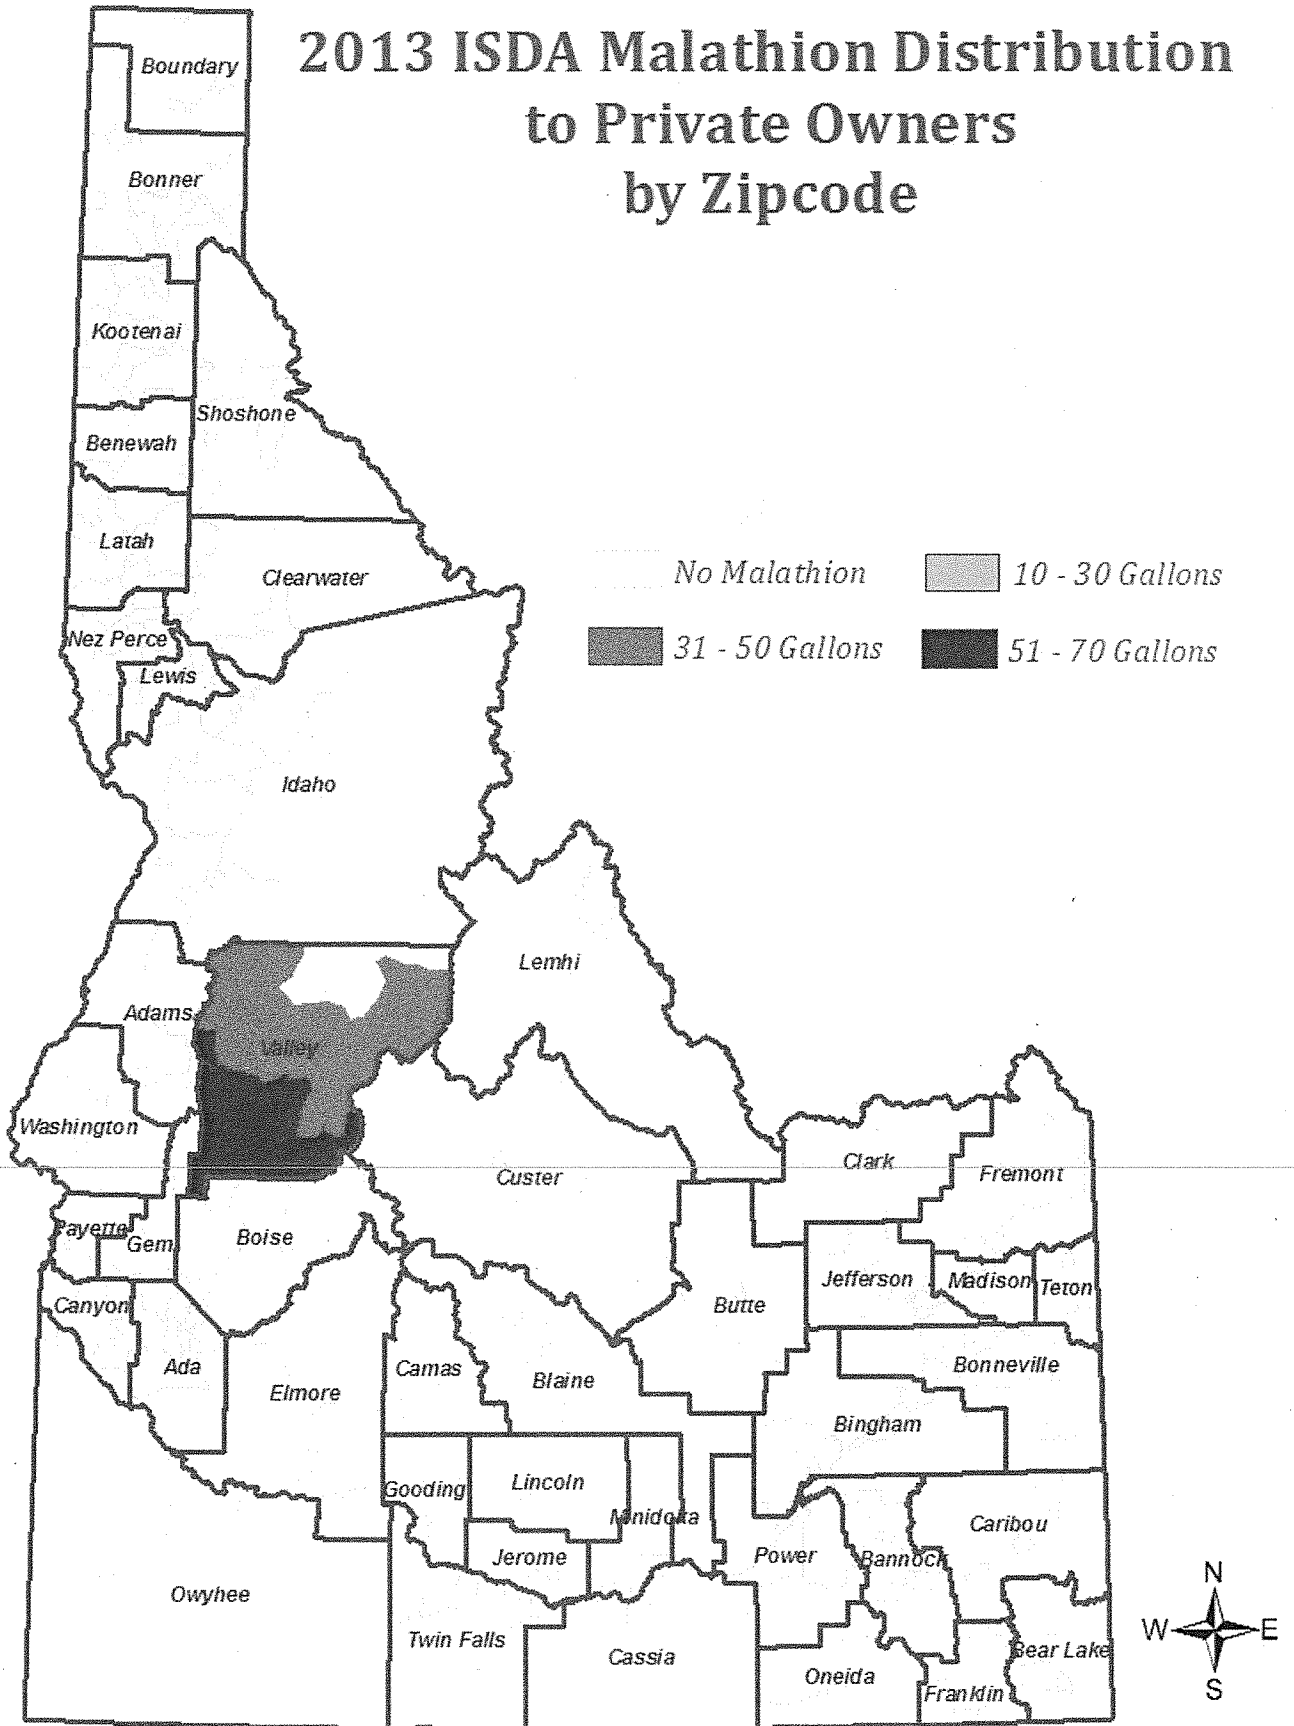 2013 ISDA Malathion Distribution
to Private Owners
by Zipcode
Boundary
Bonner
Kootenai
Shoshone
Benewah
Latah
Clearwater
No Malathion
10 - 30 Gallons
Nez Perce
31 - 50 Gallons
51 - 70 Gallons
Lewis
Idaho
Lemhi
Adams
Valley
Washington
Clark
Fremont
Custer
Payette
Gem
Boise
Jefferson
Madison
Teton
Canyon
Butte
Ada
Camas
Blaine
Bonneville
Elmore
Bingham
Gooding
Lincoln
Minidoka
Caribou
Jerome
Power
Bannock
Owyhee
N
W
E
S
Twin Falls
Cassia
Bear Lake
Oneida
Franklin